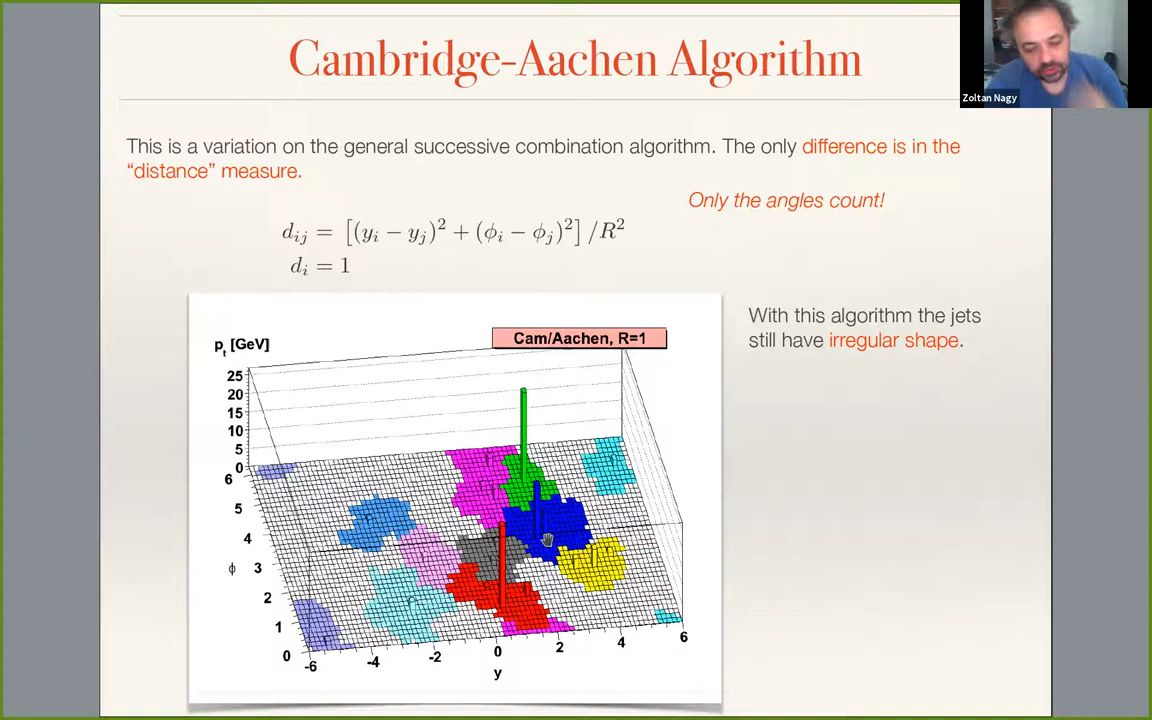 Cambridge-Aachen Algorithm
Zoltan Nagy
This is a variation on the general successive combination algorithm. The only difference is in the
“distance” measure.
Only the angles count!
d_{ij} = [(y_i − y_j)^2 + (ϕ_i − ϕ_j)^2] /R^2
d_i = 1
With this algorithm the jets
still have irregular shape.
p_t [GeV]
Cam/Aachen, R=1
25
20
15
10
5
0
6
5
4
ϕ 3
2
1
0
-6 -4 -2 0 2 4 6
y